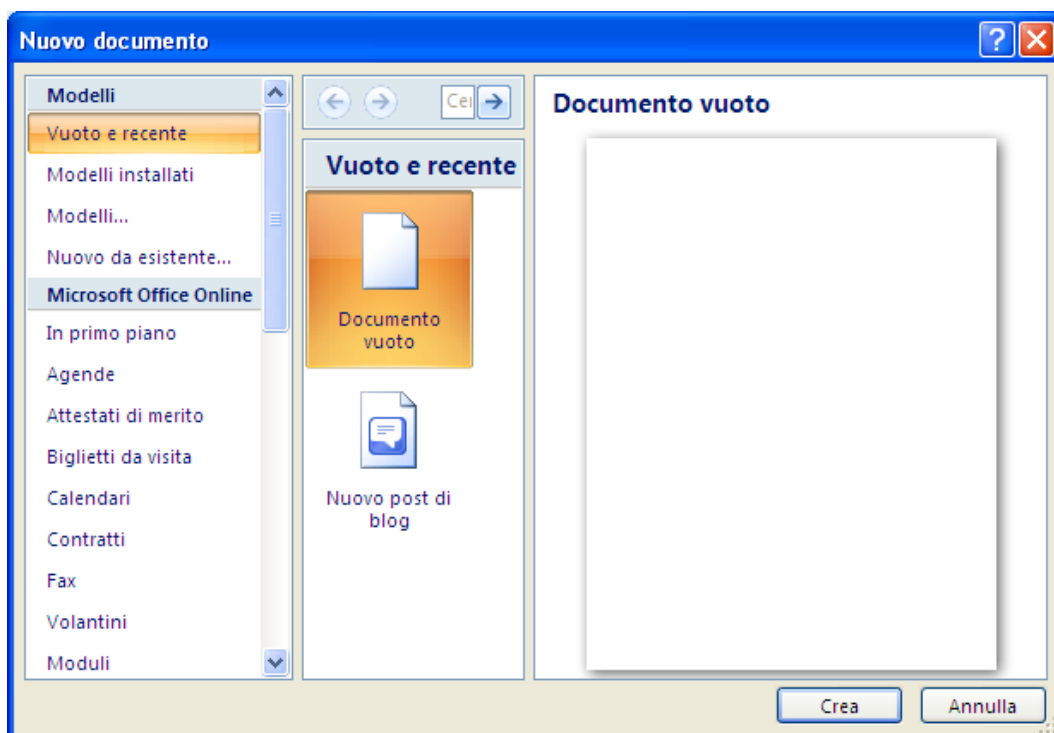 Nuovo documento
Modelli
Vuoto e recente
Modelli installati
Modelli...
Nuovo da esistente...
Microsoft Office Online
In primo piano
Agende
Attestati di merito
Biglietti da visita
Calendari
Contratti
Fax
Volantini
Moduli
Vuoto e recente
Documento
vuoto
Nuovo post di
blog
Documento vuoto
Crea
Annulla